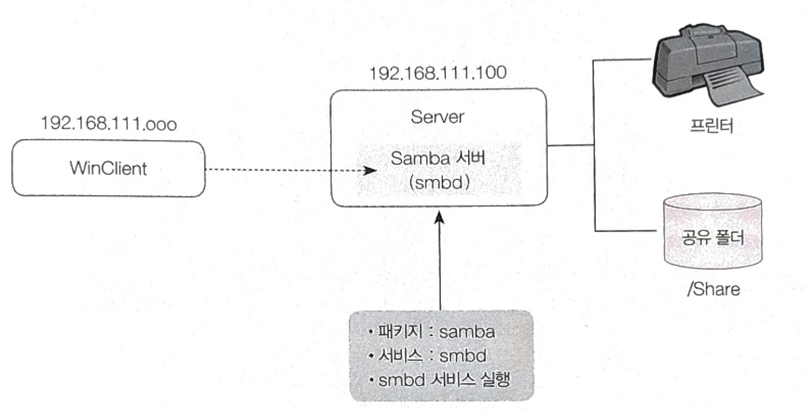 192.168.111.100
Server
192.168.111.ooo
WinClient
Samba 서버
(smbd)
프린터
공유 폴더
/Share
• 패키지 : samba
• 서비스 : smbd
• smbd 서비스 실행